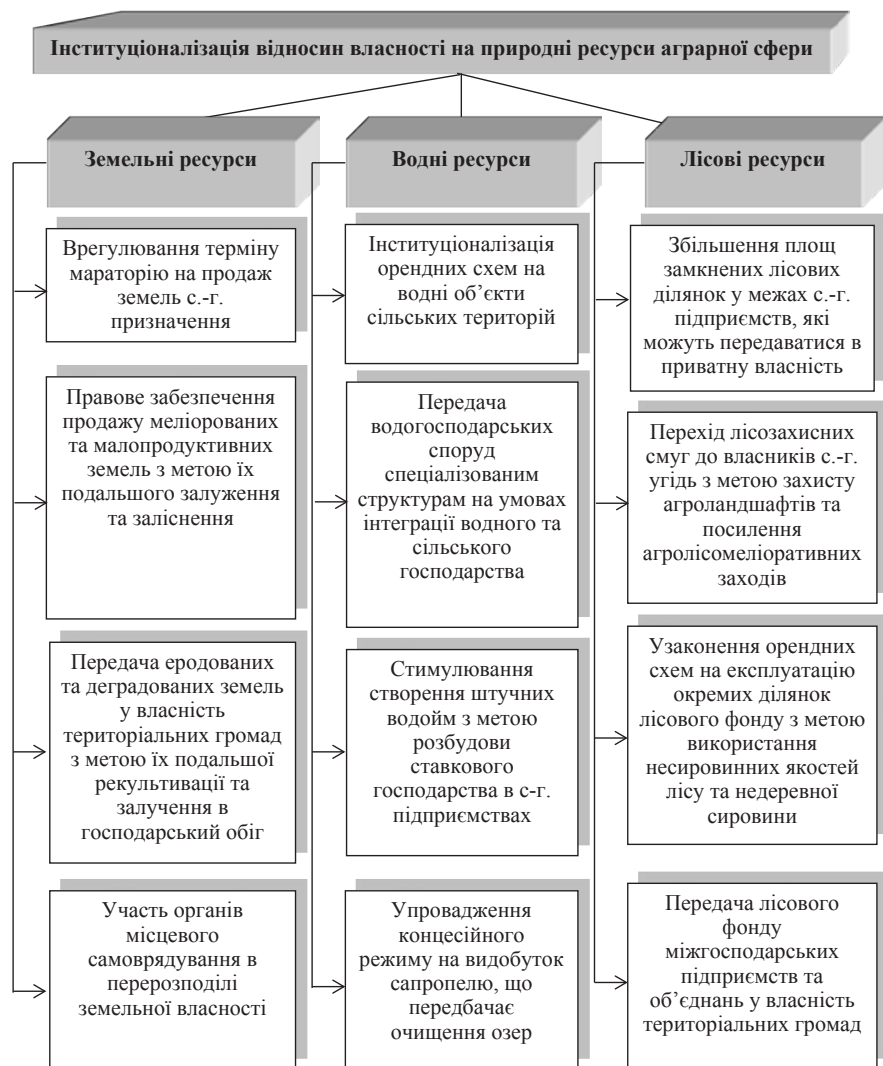 Інституціоналізація відносин власності на природні ресурси аграрної сфери
Земельні ресурси
Врегулювання терміну
мараторію на продаж
земель с.-г.
призначення
Правове забезпечення
продажу меліорованих
та малопродуктивних
земель з метою їх
подальшого залуження
та заліснення
Передача еродованих
та деградованих земель
у власність
територіальних громад
з метою їх подальшої
рекультивації та
залучення в
господарський обіг
Участь органів
місцевого
самоврядування в
перерозподілі
земельної власності
Водні ресурси
Інституціоналізація
орендних схем на
водні об’єкти
сільських територій
Передача
водогосподарських
споруд
спеціалізованим
структурам на умовах
інтеграції водного та
сільського
господарства
Стимулювання
створення штучних
водойм з метою
розбудови
ставкового
господарства в с-г.
підприємствах
Упровадження
концесійного
режиму на видобуток
сапропелю, що
передбачає
очищення озер
Лісові ресурси
Збільшення площ
замкнених лісових
ділянок у межах с.-г.
підприємств, які
можуть передаватися в
приватну власність
Перехід лісозахисних
смуг до власників с.-г.
угідь з метою захисту
агроландшафтів та
посилення
агролісомеліоративних
заходів
Узаконення орендних
схем на експлуатацію
окремих ділянок
лісового фонду з метою
використання
несировинних якостей
лісу та недеревної
сировини
Передача лісового
фонду
міжгосподарських
підприємств та
об’єднань у власність
територіальних громад